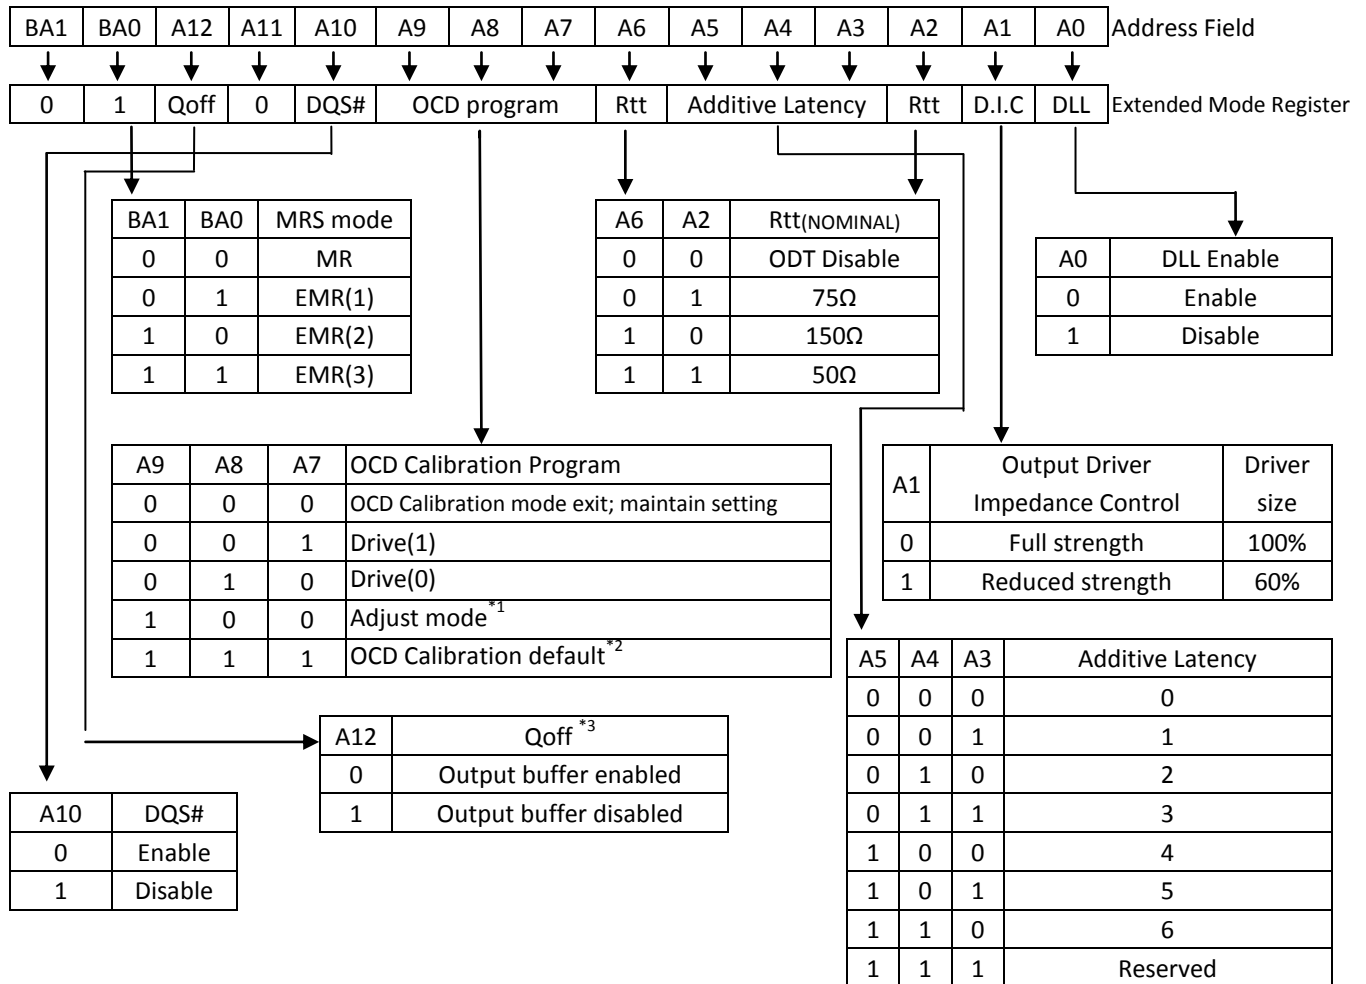 BA1 BA0 A12 A11 A10 A9 A8 A7 A6 A5 A4 A3 A2 A1 A0 Address Field
0 1 Qoff 0 DQS# OCD program Rtt Additive Latency Rtt D.I.C DLL Extended Mode Register
BA1 BA0 MRS mode
0 0 MR
0 1 EMR(1)
1 0 EMR(2)
1 1 EMR(3)
A6 A2 Rtt(NOMINAL)
0 0 ODT Disable
0 1 75Ω
1 0 150Ω
1 1 50Ω
A0 DLL Enable
0 Enable
1 Disable
A9 A8 A7 OCD Calibration Program
0 0 0 OCD Calibration mode exit; maintain setting
0 0 1 Drive(1)
0 1 0 Drive(0)
1 0 0 Adjust mode*1
1 1 1 OCD Calibration default*2
A1 Output Driver Impedance Control Driver size
0 Full strength 100%
1 Reduced strength 60%
A12 Qoff *3
0 Output buffer enabled
1 Output buffer disabled
A10 DQS#
0 Enable
1 Disable
A5 A4 A3 Additive Latency
0 0 0 0
0 0 1 1
0 1 0 2
0 1 1 3
1 0 0 4
1 0 1 5
1 1 0 6
1 1 1 Reserved